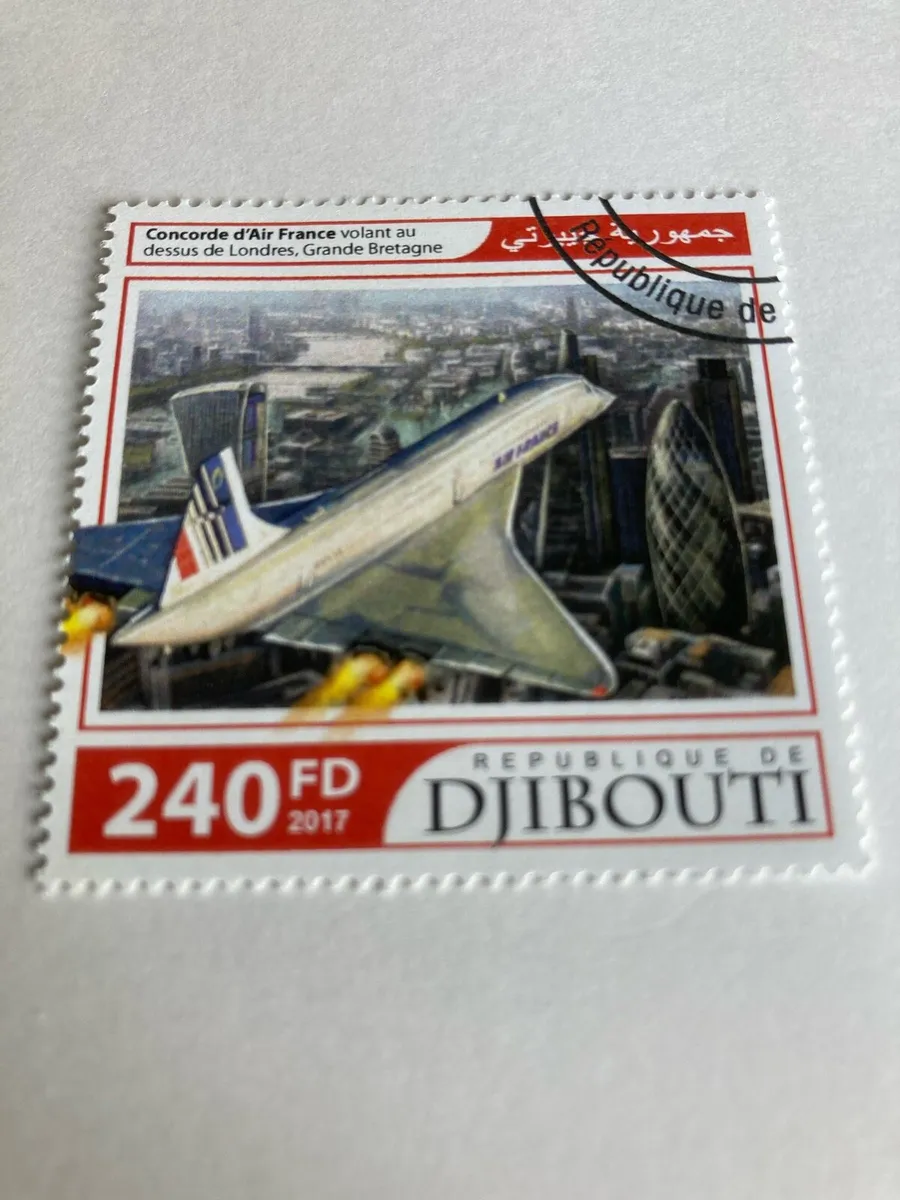 Concorde d'Air France volant au
dessus de Londres, Grande Bretagne
جمهورية جيبوتي
République de
AIR FRANCE
240 FD
2017
REPUBLIQUE DE
DJIBOUTI